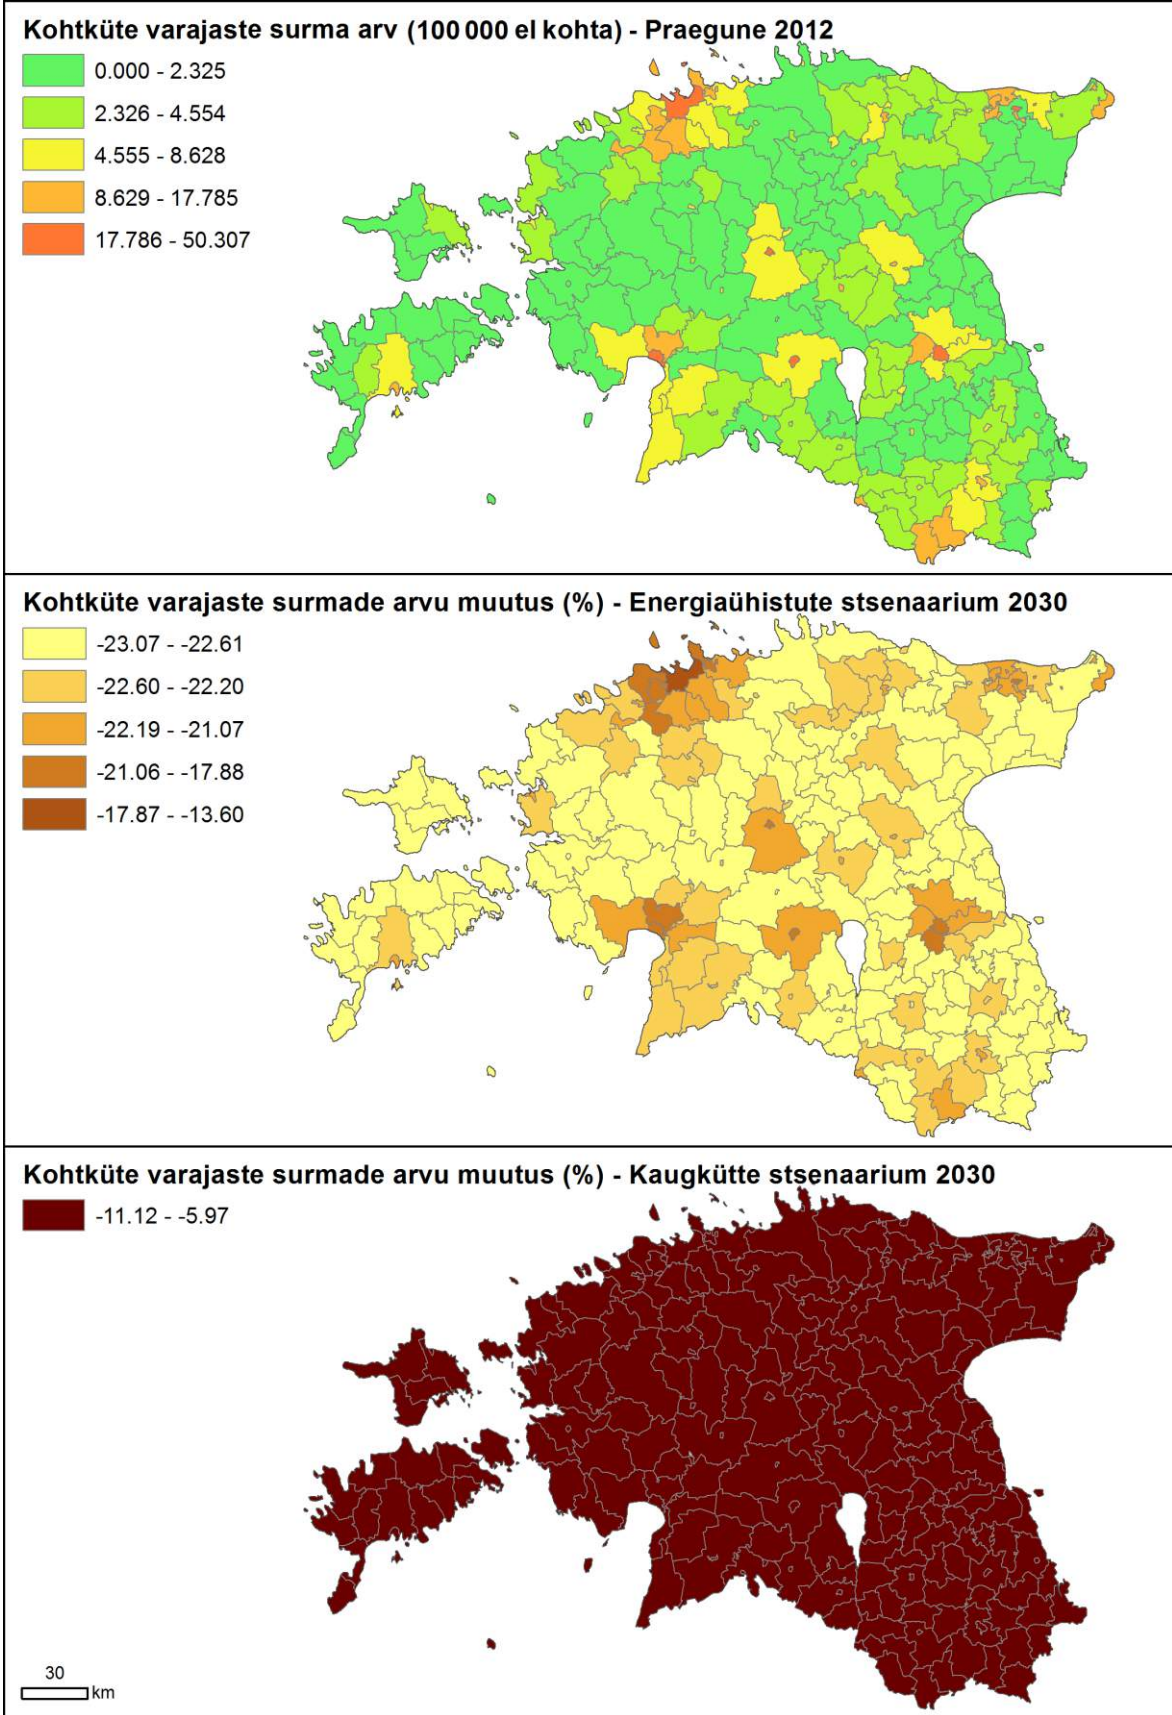 Kohtküte varajaste surma arv (100 000 el kohta) - Praegune 2012
0.000 - 2.325
2.326 - 4.554
4.555 - 8.628
8.629 - 17.785
17.786 - 50.307
Kohtküte varajaste surmade arvu muutus (%) - Energiaühistute stsenaarium 2030
-23.07 - -22.61
-22.60 - -22.20
-22.19 - -21.07
-21.06 - -17.88
-17.87 - -13.60
Kohtküte varajaste surmade arvu muutus (%) - Kaugkütte stsenaarium 2030
-11.12 - -5.97
30
km